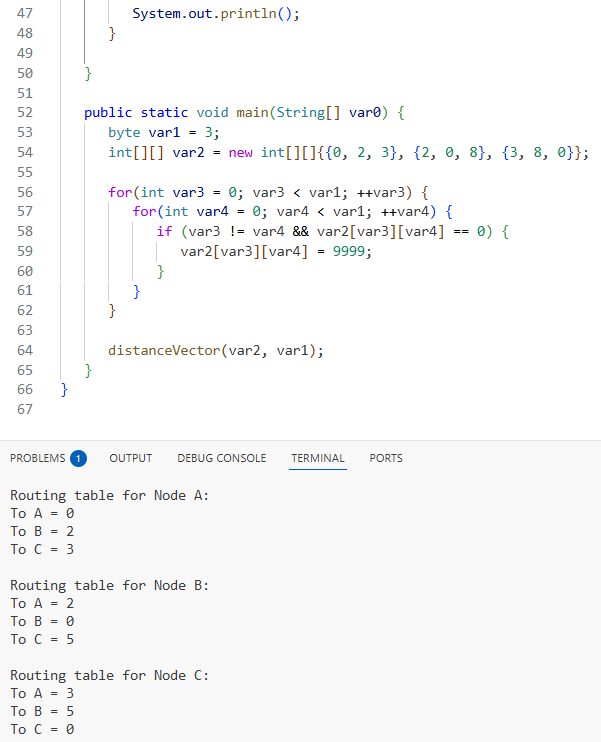 47 System.out.println();
48 }
49
50 }
51
52 public static void main(String[] var0) {
53 byte var1 = 3;
54 int[][] var2 = new int[][]{{0, 2, 3}, {2, 0, 8}, {3, 8, 0}};
55
56 for(int var3 = 0; var3 < var1; ++var3) {
57 for(int var4 = 0; var4 < var1; ++var4) {
58 if (var3 != var4 && var2[var3][var4] == 0) {
59 var2[var3][var4] = 9999;
60 }
61 }
62 }
63
64 distanceVector(var2, var1);
65 }
66 }
67
PROBLEMS 1 OUTPUT DEBUG CONSOLE TERMINAL PORTS
Routing table for Node A:
To A = 0
To B = 2
To C = 3
Routing table for Node B:
To A = 2
To B = 0
To C = 5
Routing table for Node C:
To A = 3
To B = 5
To C = 0